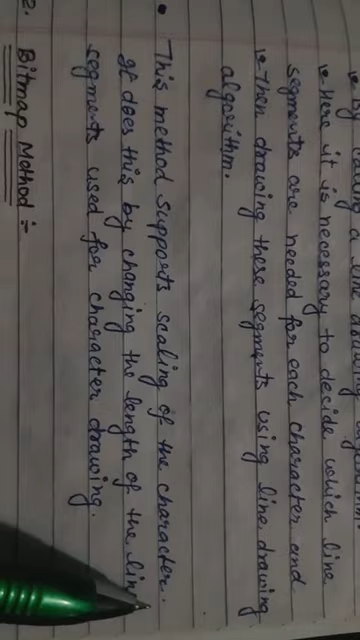 a line drawing
↳ Here it is necessary to decide which line
segments are needed for each character and
↳ Then drawing these segments using line drawing
algorithm.
• This method supports scaling of the character.
It does this by changing the length of the line
segments used for character drawing.
2. Bitmap Method :-